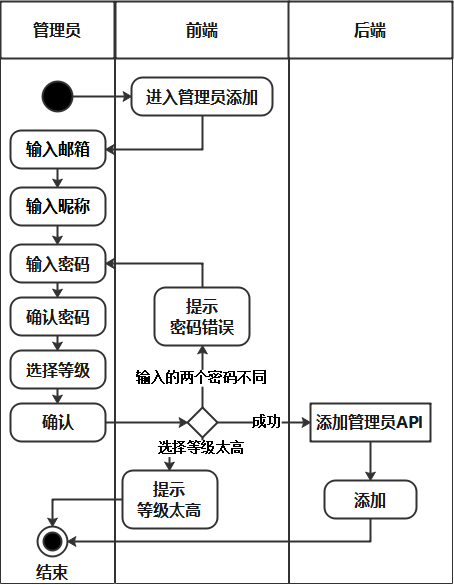 管理员
前端
后端
进入管理员添加
输入邮箱
输入昵称
输入密码
提示
密码错误
确认密码
选择等级
输入的两个密码不同
确认
成功
添加管理员API
选择等级太高
提示
等级太高
添加
结束